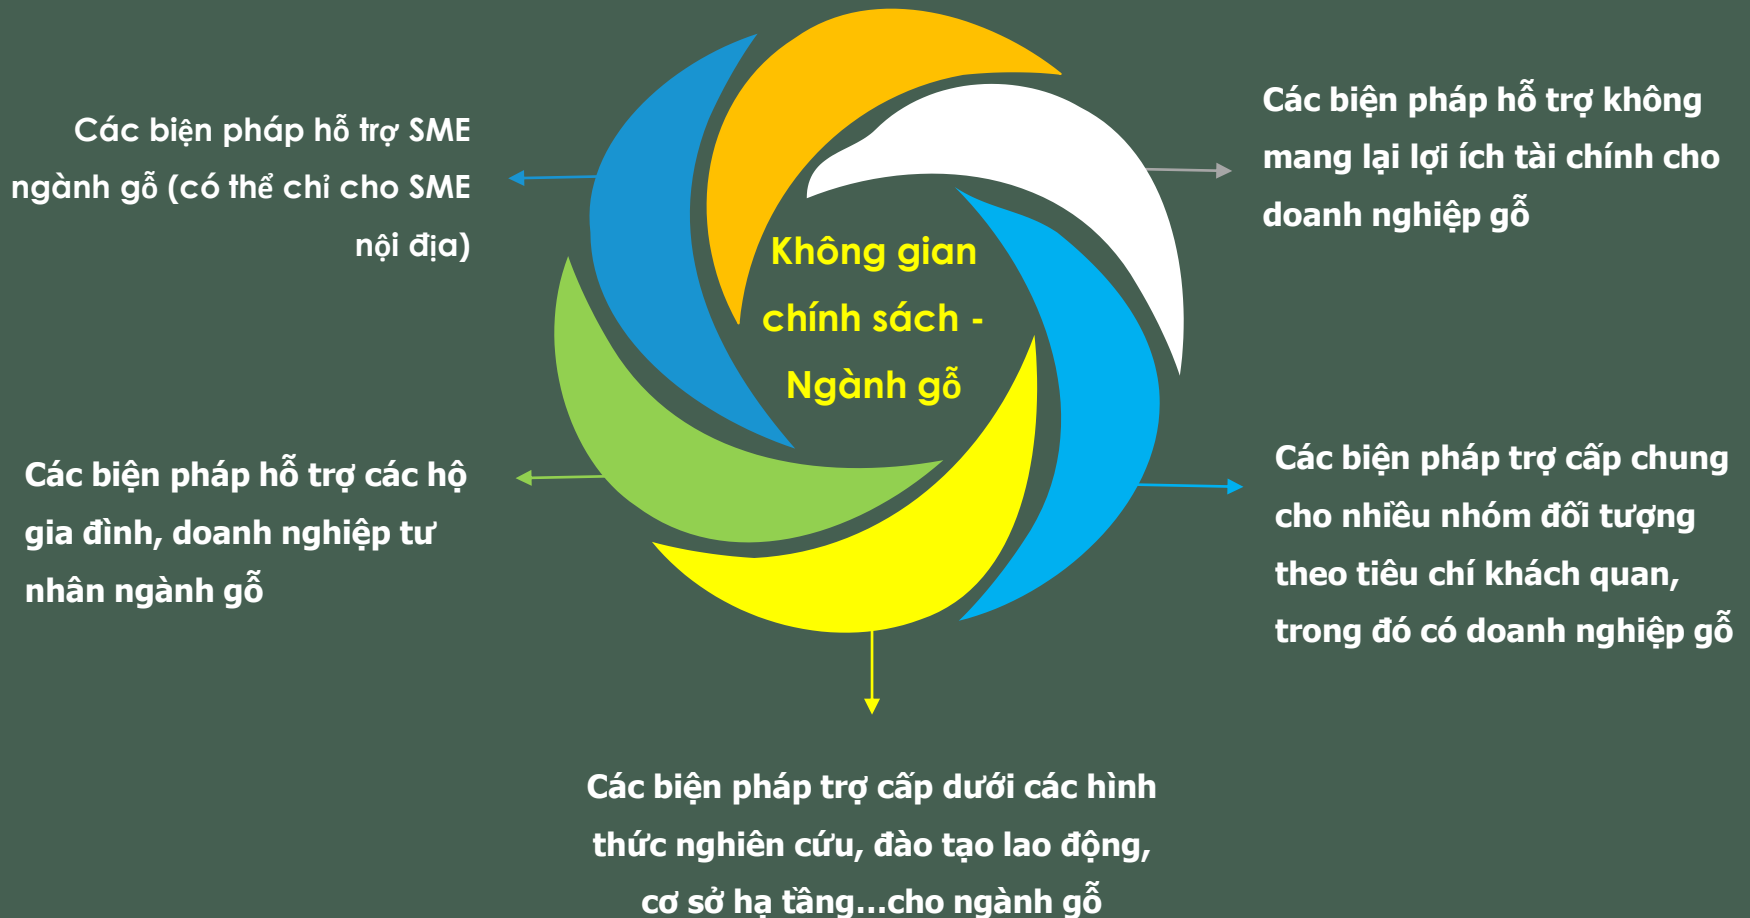 Các biện pháp hỗ trợ SME
ngành gỗ (có thể chỉ cho SME
nội địa)
Các biện pháp hỗ trợ không
mang lại lợi ích tài chính cho
doanh nghiệp gỗ
Không gian
chính sách -
Ngành gỗ
Các biện pháp hỗ trợ các hộ
gia đình, doanh nghiệp tư
nhân ngành gỗ
Các biện pháp trợ cấp chung
cho nhiều nhóm đối tượng
theo tiêu chí khách quan,
trong đó có doanh nghiệp gỗ
Các biện pháp trợ cấp dưới các hình
thức nghiên cứu, đào tạo lao động,
cơ sở hạ tầng...cho ngành gỗ